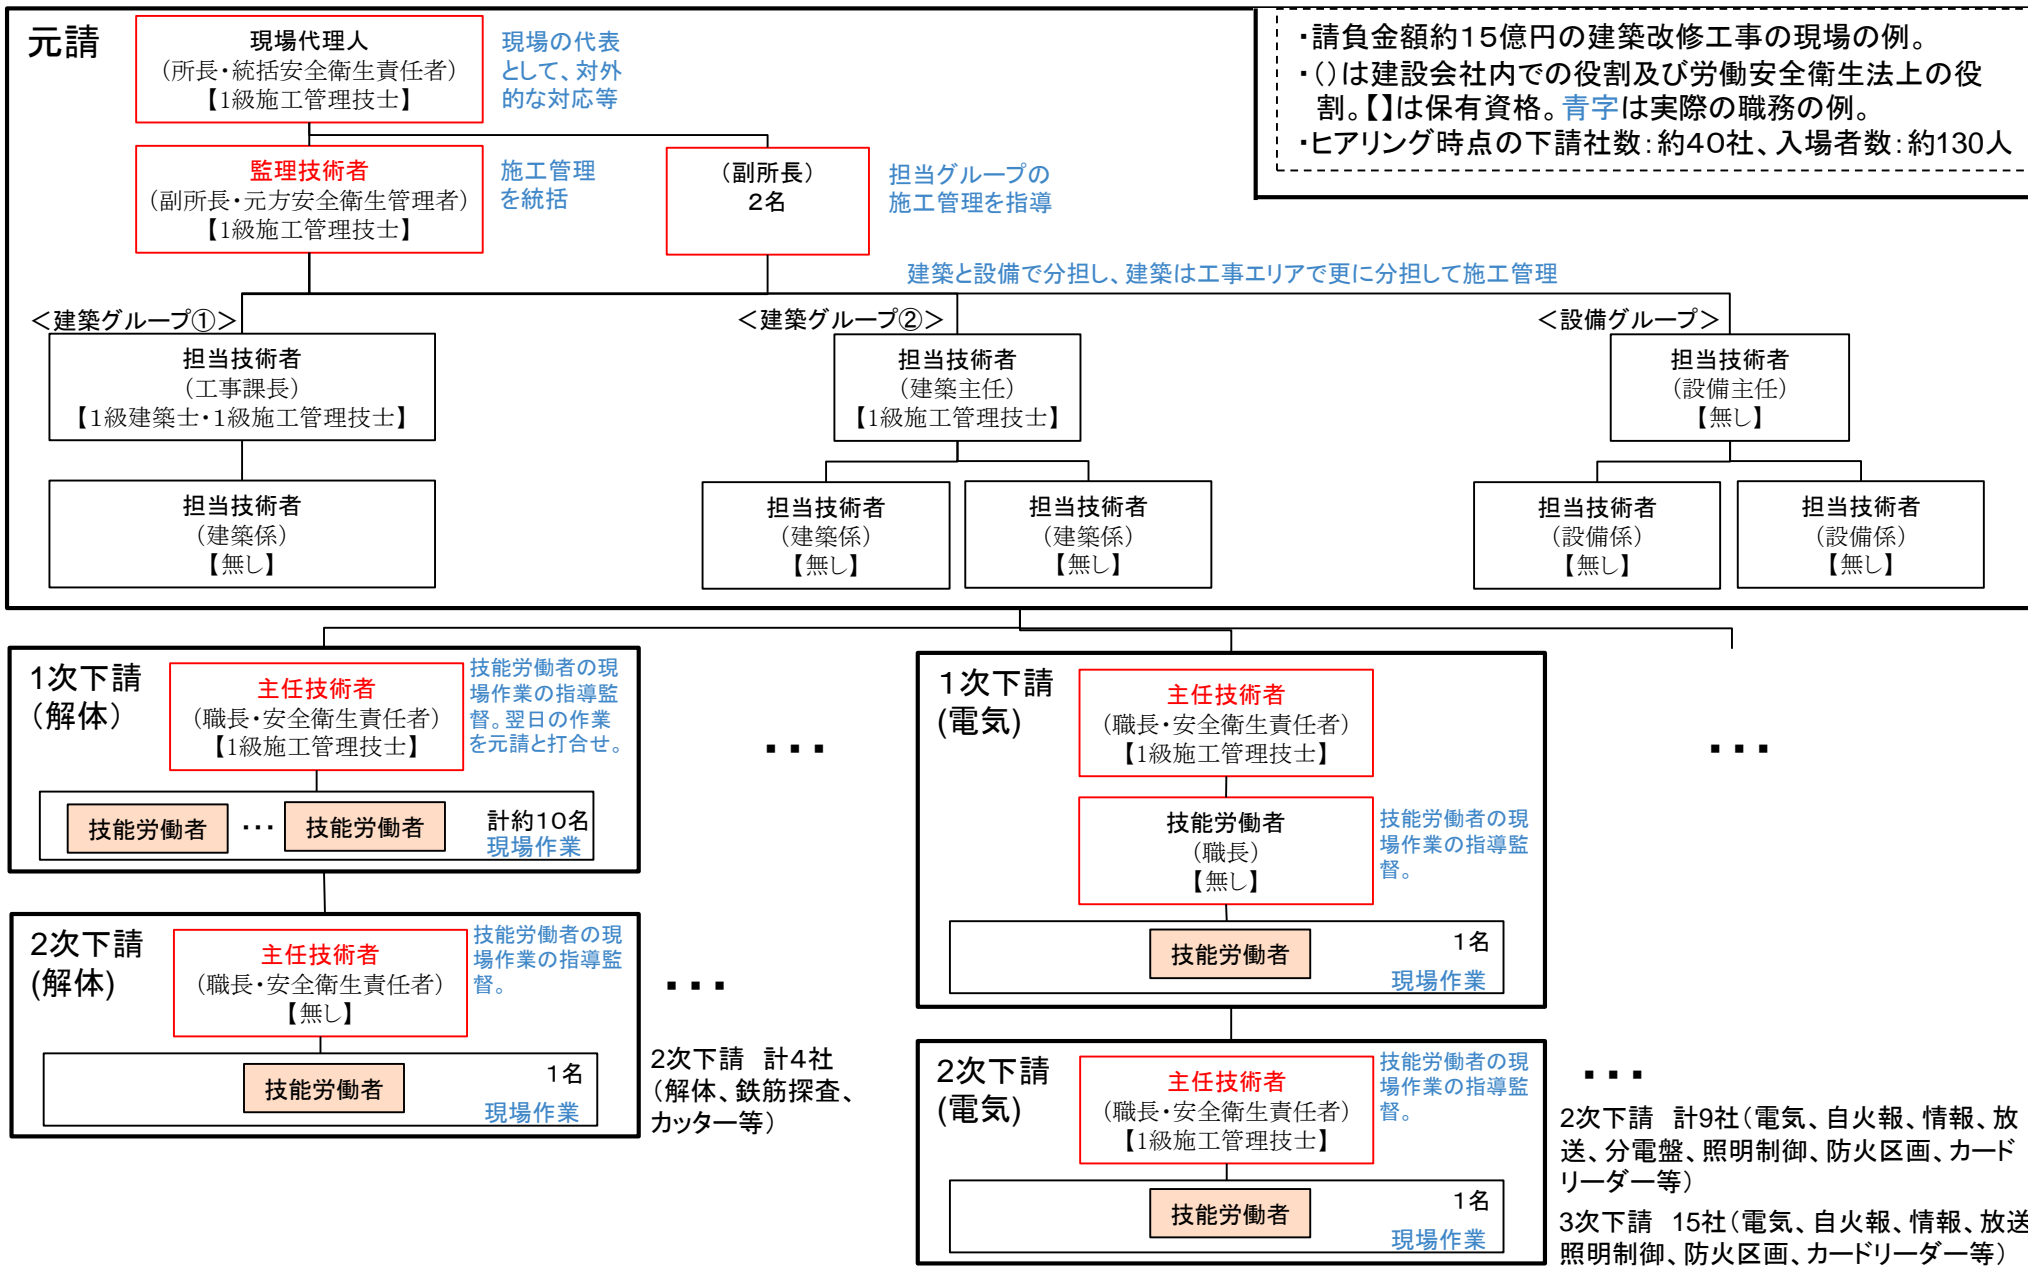 元請
現場代理人
（所長・統括安全衛生責任者）
【1級施工管理技士】
現場の代表
として、対外
的な対応等
・請負金額約１５億円の建築改修工事の現場の例。
・（）は建設会社内での役割及び労働安全衛生法上の役
割。【】は保有資格。青字は実際の職務の例。
・ヒアリング時点の下請社数：約４０社、入場者数：約130人
監理技術者
（副所長・元方安全衛生管理者）
【1級施工管理技士】
施工管理
を統括
（副所長）
２名
担当グループの
施工管理を指導
建築と設備で分担し、建築は工事エリアで更に分担して施工管理
＜建築グループ①＞
担当技術者
（工事課長）
【1級建築士・1級施工管理技士】
担当技術者
（建築係）
【無し】
＜建築グループ②＞
担当技術者
（建築主任）
【1級施工管理技士】
担当技術者
（建築係）
【無し】
担当技術者
（建築係）
【無し】
＜設備グループ＞
担当技術者
（設備主任）
【無し】
担当技術者
（設備係）
【無し】
担当技術者
（設備係）
【無し】
1次下請
（解体）
主任技術者
（職長・安全衛生責任者）
【1級施工管理技士】
技能労働者の現
場作業の指導監
督。翌日の作業
を元請と打合せ。
技能労働者
…
技能労働者
計約１０名
現場作業
…
2次下請
(解体)
主任技術者
（職長・安全衛生責任者）
【無し】
技能労働者の現
場作業の指導監
督。
技能労働者
１名
現場作業
…
2次下請　計４社
（解体、鉄筋探査、
カッター等）
１次下請
(電気)
主任技術者
（職長・安全衛生責任者）
【1級施工管理技士】
技能労働者
（職長）
【無し】
技能労働者の現
場作業の指導監
督。
技能労働者
１名
現場作業
…
2次下請
(電気)
主任技術者
（職長・安全衛生責任者）
【1級施工管理技士】
技能労働者の現
場作業の指導監
督。
技能労働者
１名
現場作業
…
2次下請　計9社（電気、自火報、情報、放
送、分電盤、照明制御、防火区画、カード
リーダー等）
3次下請　15社（電気、自火報、情報、放送
照明制御、防火区画、カードリーダー等）